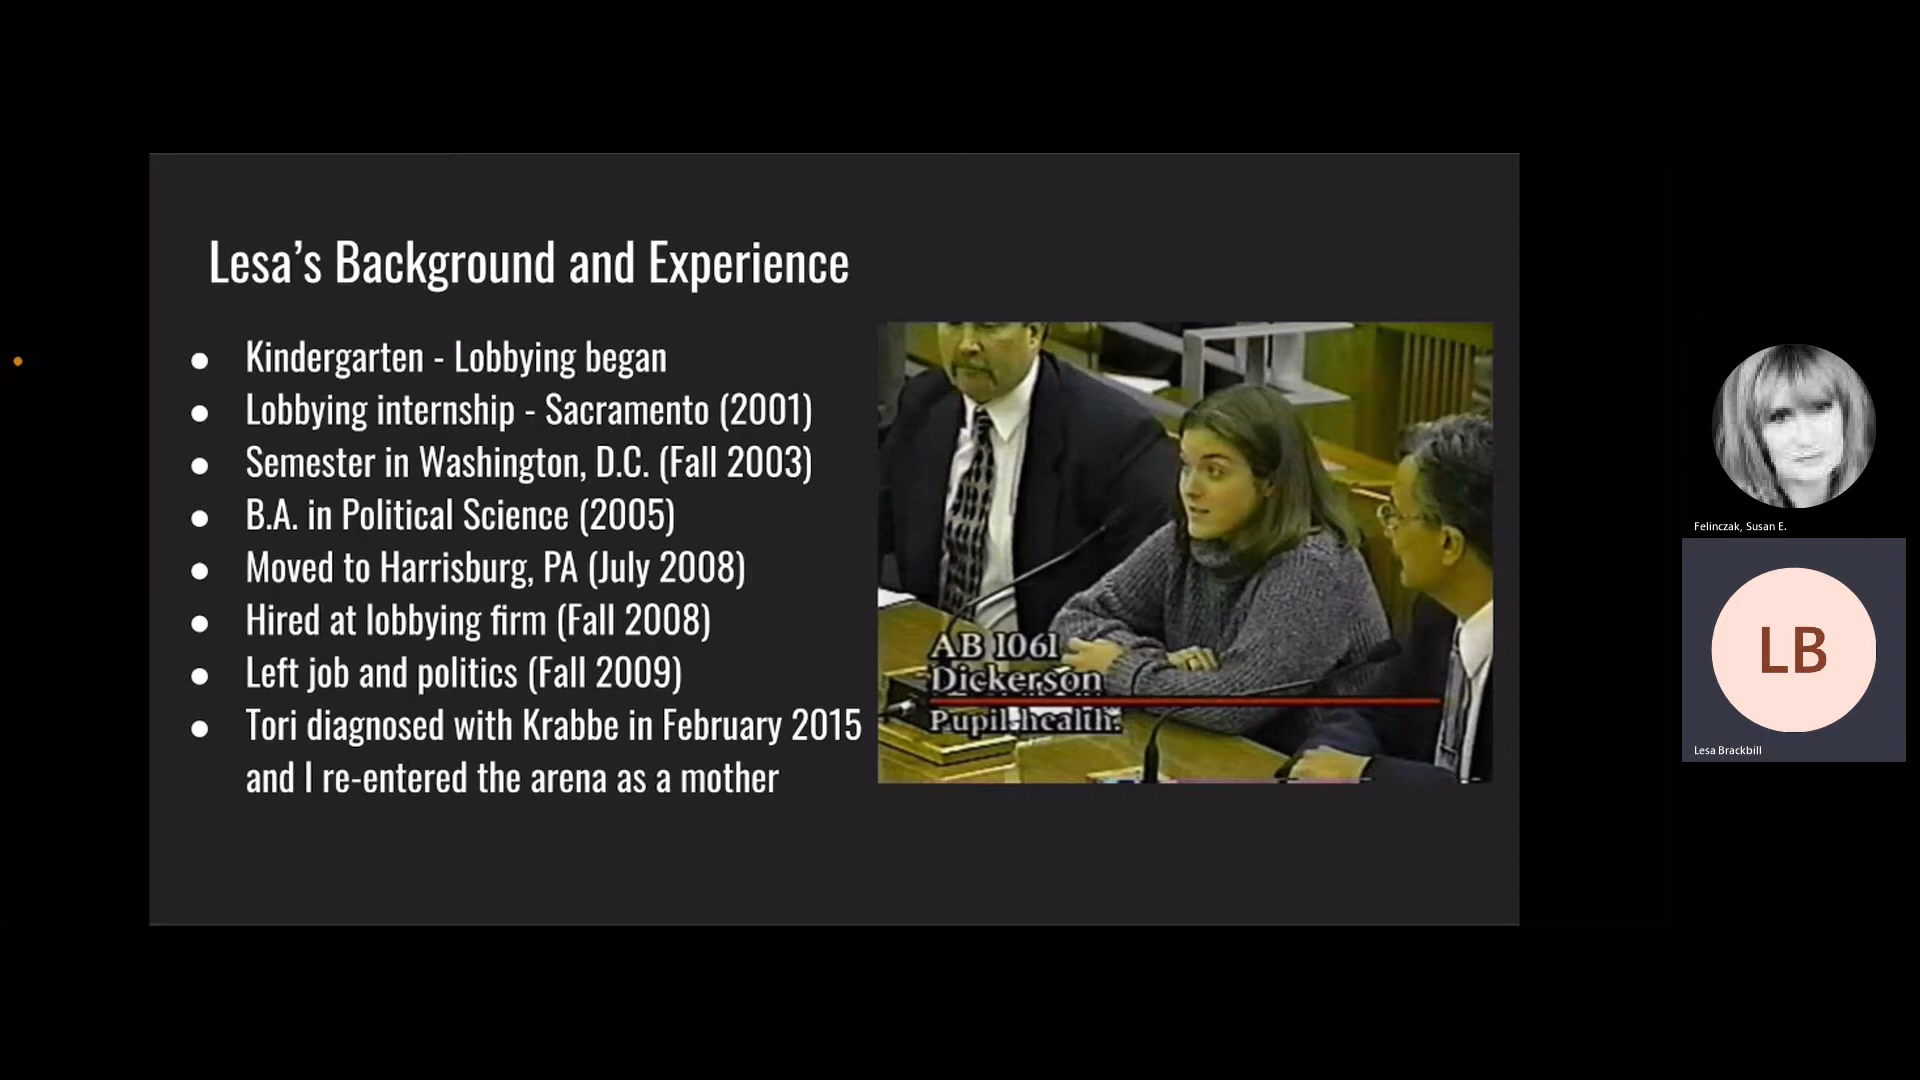 Lesa's Background and Experience
● Kindergarten - Lobbying began
● Lobbying internship - Sacramento (2001)
● Semester in Washington, D.C. (Fall 2003)
● B.A. in Political Science (2005)
● Moved to Harrisburg, PA (July 2008)
● Hired at lobbying firm (Fall 2008)
● Left job and politics (Fall 2009)
● Tori diagnosed with Krabbe in February 2015
and I re-entered the arena as a mother
AB 1061
Dickerson
Pupil health.
Felinczak, Susan E.
LB
Lesa Brackbill